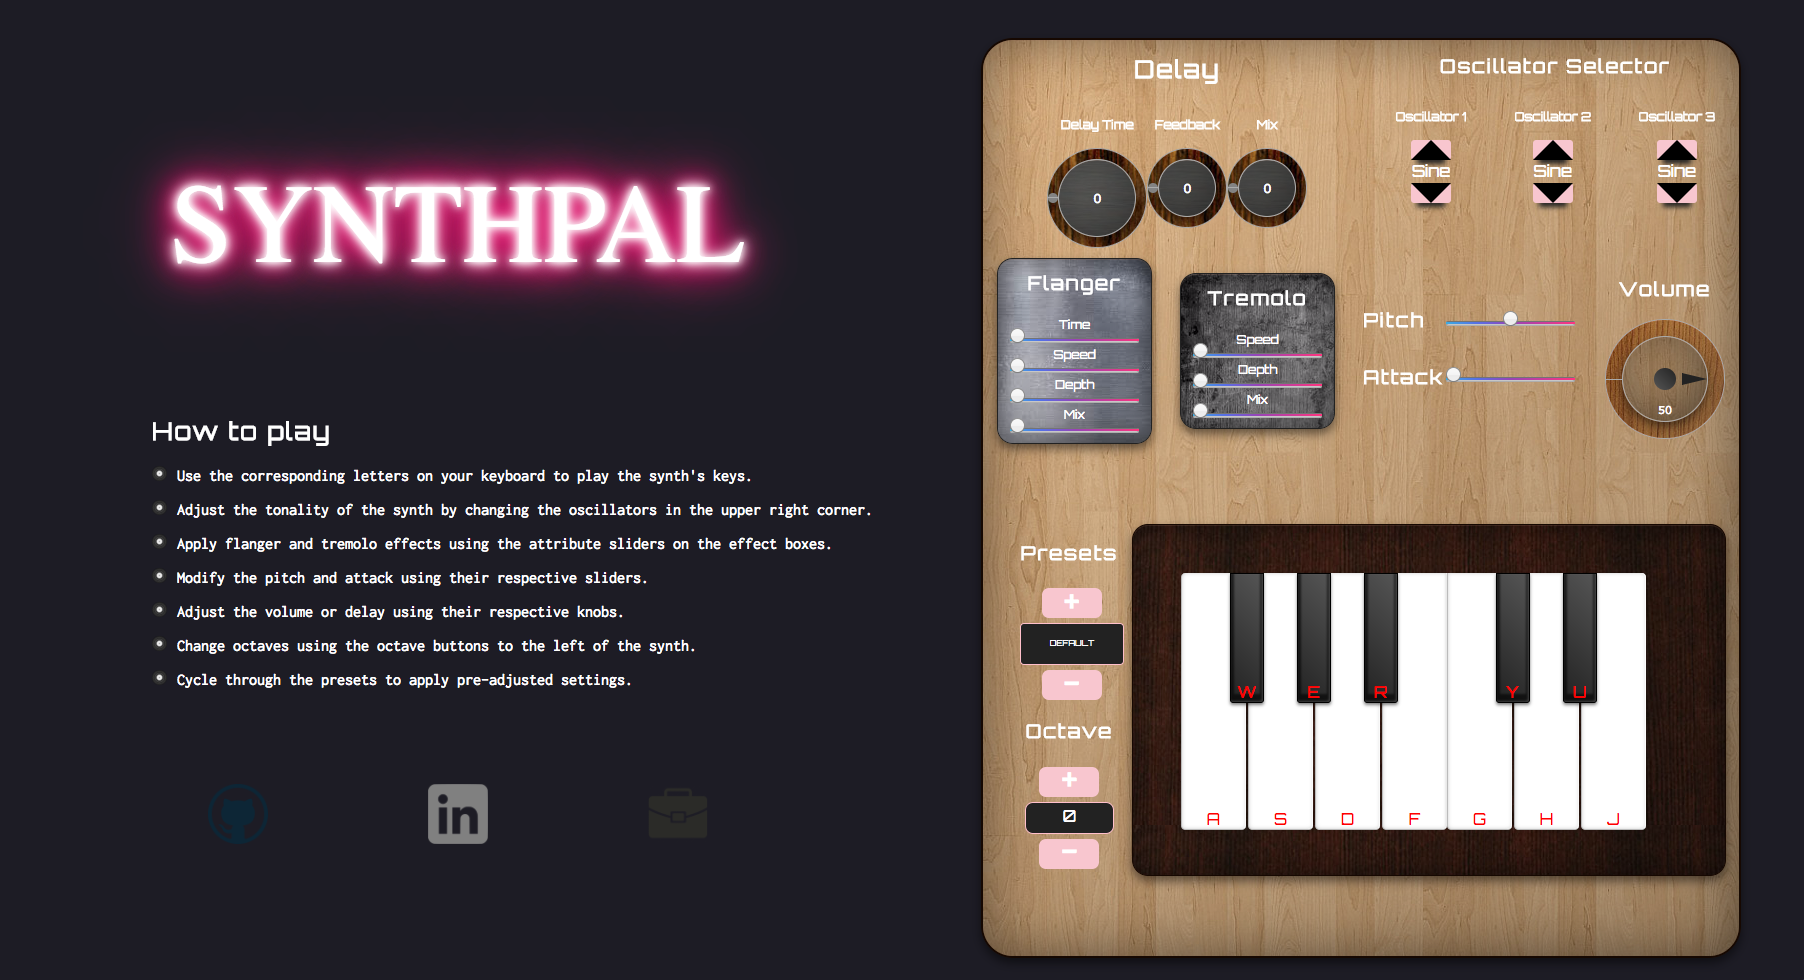 SYNTHPAL
How to play
Use the corresponding letters on your keyboard to play the synth's keys.
Adjust the tonality of the synth by changing the oscillators in the upper right corner.
Apply flanger and tremolo effects using the attribute sliders on the effect boxes.
Modify the pitch and attack using their respective sliders.
Adjust the volume or delay using their respective knobs.
Change octaves using the octave buttons to the left of the synth.
Cycle through the presets to apply pre-adjusted settings.
in
Delay
Delay Time Feedback Mix
0 0 0
Oscillator Selector
Oscillator 1 Oscillator 2 Oscillator 3
Sine Sine Sine
Flanger
Time
Speed
Depth
Mix
Tremolo
Speed
Depth
Mix
Pitch
Attack
Volume
50
Presets
+
DEFAULT
-
Octave
+
0
-
W E R Y U
A S D F G H J